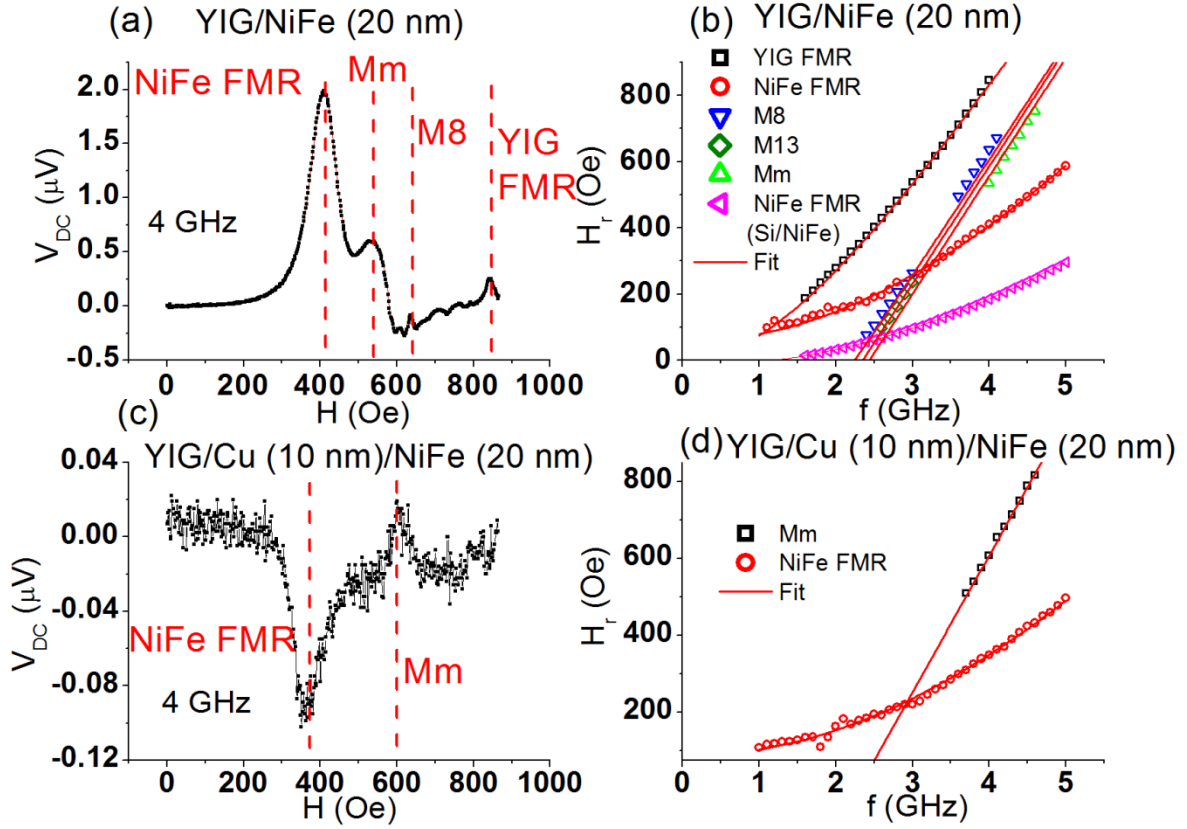 (a)
YIG/NiFe (20 nm)
NiFe FMR
Mm
M8
YIG
FMR
4 GHz
V_DC (μV)
2.0
1.5
1.0
0.5
0.0
-0.5
0 200 400 600 800 1000
H (Oe)
(b)
YIG/NiFe (20 nm)
YIG FMR
NiFe FMR
M8
M13
Mm
NiFe FMR
(Si/NiFe)
Fit
H_r (Oe)
800
600
400
200
0
0 1 2 3 4 5
f (GHz)
(c)
YIG/Cu (10 nm)/NiFe (20 nm)
NiFe FMR
Mm
4 GHz
V_DC (μV)
0.04
0.00
-0.04
-0.08
-0.12
0 200 400 600 800 1000
H (Oe)
(d)
YIG/Cu (10 nm)/NiFe (20 nm)
Mm
NiFe FMR
Fit
H_r (Oe)
800
600
400
200
0 1 2 3 4 5
f (GHz)